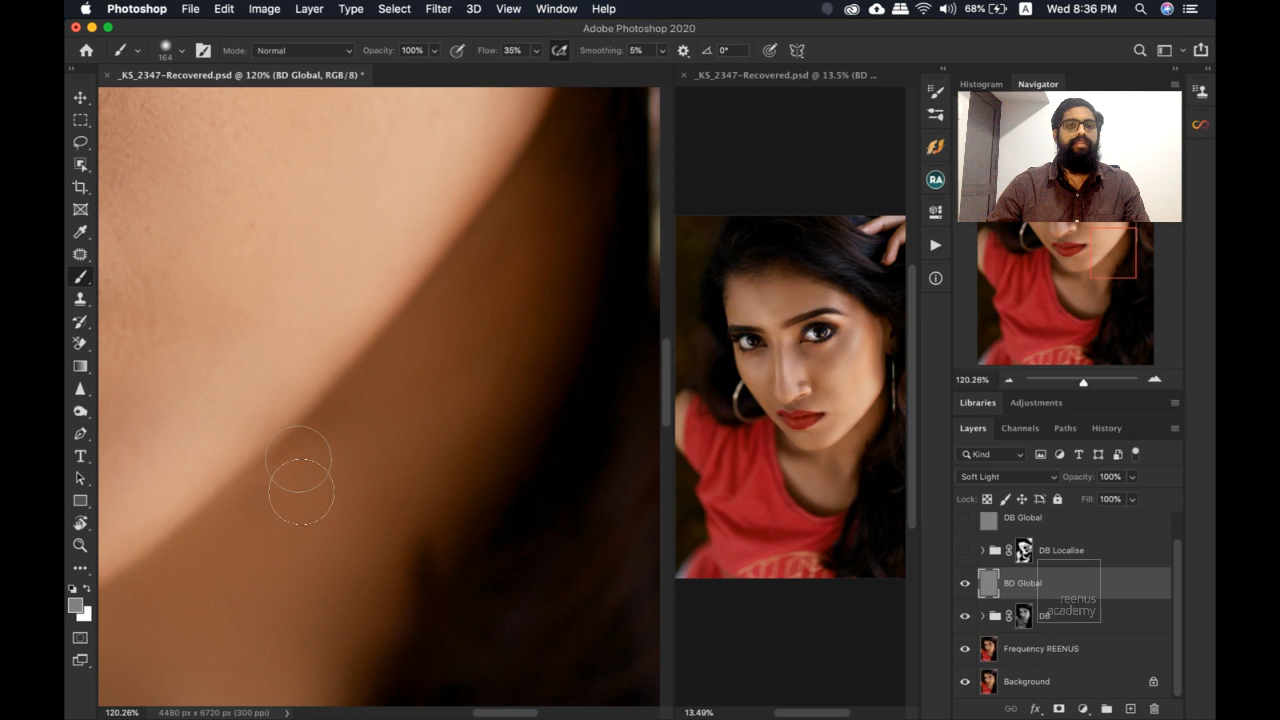 Photoshop File Edit Image Layer Type Select Filter 3D View Window Help 68% A Wed 8:36 PM
Adobe Photoshop 2020
164 Mode: Normal Opacity: 100% Flow: 35% Smoothing: 5% 0°
× _KS_2347-Recovered.psd @ 120% (BD Global, RGB/8) *
× _KS_2347-Recovered.psd @ 13.5% (BD ...
Histogram Navigator
RA
120.26%
Libraries Adjustments
Layers Channels Paths History
Kind
Soft Light Opacity: 100%
Lock: Fill: 100%
DB Global
DB Localise
BD Global
reenus
academy
DB
Frequency REENUS
Background
120.26% 4480 px x 6720 px (300 ppi)
13.49%